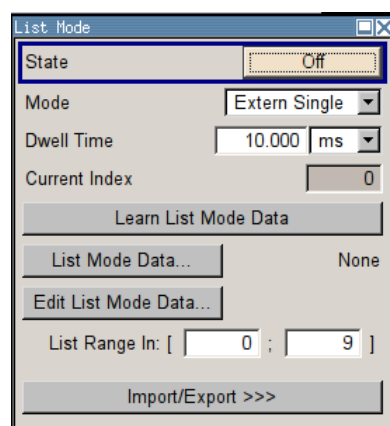 List Mode
State Off
Mode Extern Single
Dwell Time 10.000 ms
Current Index 0
Learn List Mode Data
List Mode Data... None
Edit List Mode Data...
List Range In: [ 0 ; 9 ]
Import/Export >>>